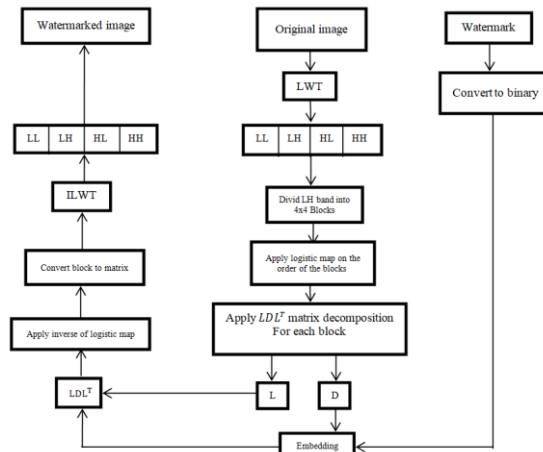 Watermarked image
Original image
Watermark
LWT
Convert to binary
LL LH HL HH
LL LH HL HH
ILWT
Divid LH band into
4x4 Blocks
Convert block to matrix
Apply logistic map on the
order of the blocks
Apply LDL^T matrix decomposition
For each block
Apply inverse of logistic map
LDL^T
L
D
Embedding